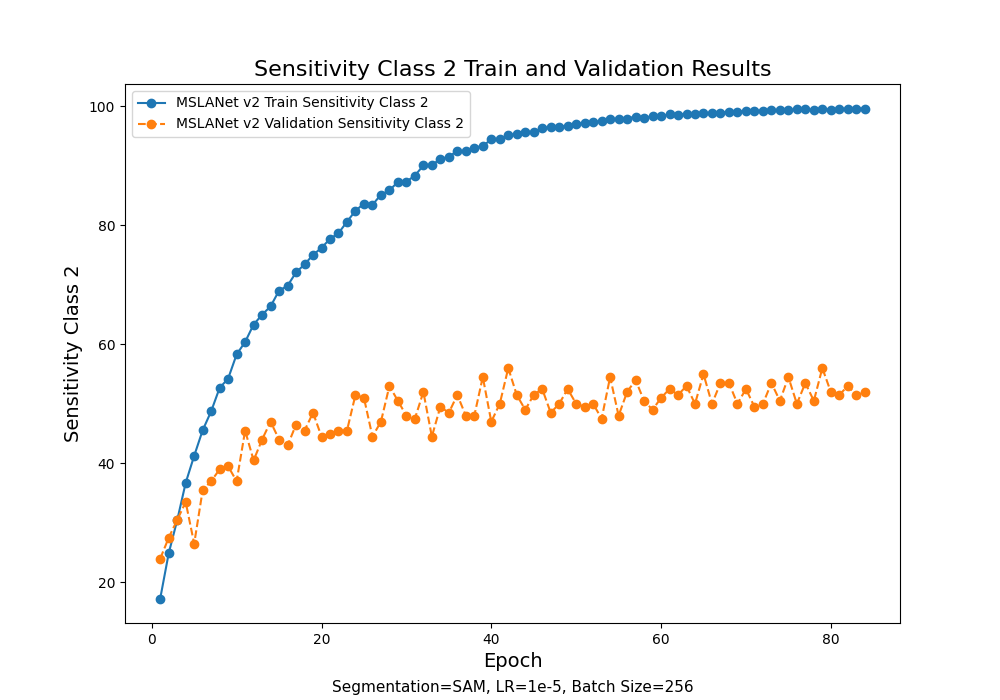 Sensitivity Class 2 Train and Validation Results
MSLANet v2 Train Sensitivity Class 2
MSLANet v2 Validation Sensitivity Class 2
100
80
60
40
20
Sensitivity Class 2
0 20 40 60 80
Epoch
Segmentation=SAM, LR=1e-5, Batch Size=256